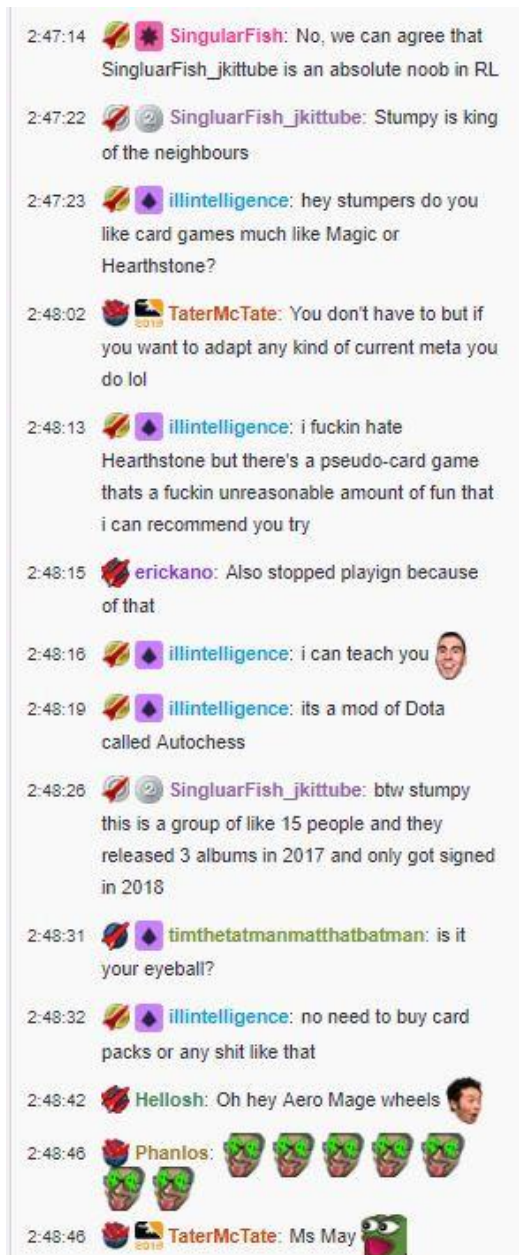 2:47:14 SingularFish: No, we can agree that
SingluarFish_jkittube is an absolute noob in RL
2:47:22 2 SingluarFish_jkittube: Stumpy is king
of the neighbours
2:47:23 illintelligence: hey stumpers do you
like card games much like Magic or
Hearthstone?
2:48:02 2019 TaterMcTate: You don't have to but if
you want to adapt any kind of current meta you
do lol
2:48:13 illintelligence: i fuckin hate
Hearthstone but there's a pseudo-card game
thats a fuckin unreasonable amount of fun that
i can recommend you try
2:48:15 erickano: Also stopped playign because
of that
2:48:16 illintelligence: i can teach you
2:48:19 illintelligence: its a mod of Dota
called Autochess
2:48:26 2 SingluarFish_jkittube: btw stumpy
this is a group of like 15 people and they
released 3 albums in 2017 and only got signed
in 2018
2:48:31 timthetatmanmatthatbatman: is it
your eyeball?
2:48:32 illintelligence: no need to buy card
packs or any shit like that
2:48:42 Hellosh: Oh hey Aero Mage wheels
2:48:46 Phanlos:
2:48:46 2019 TaterMcTate: Ms May